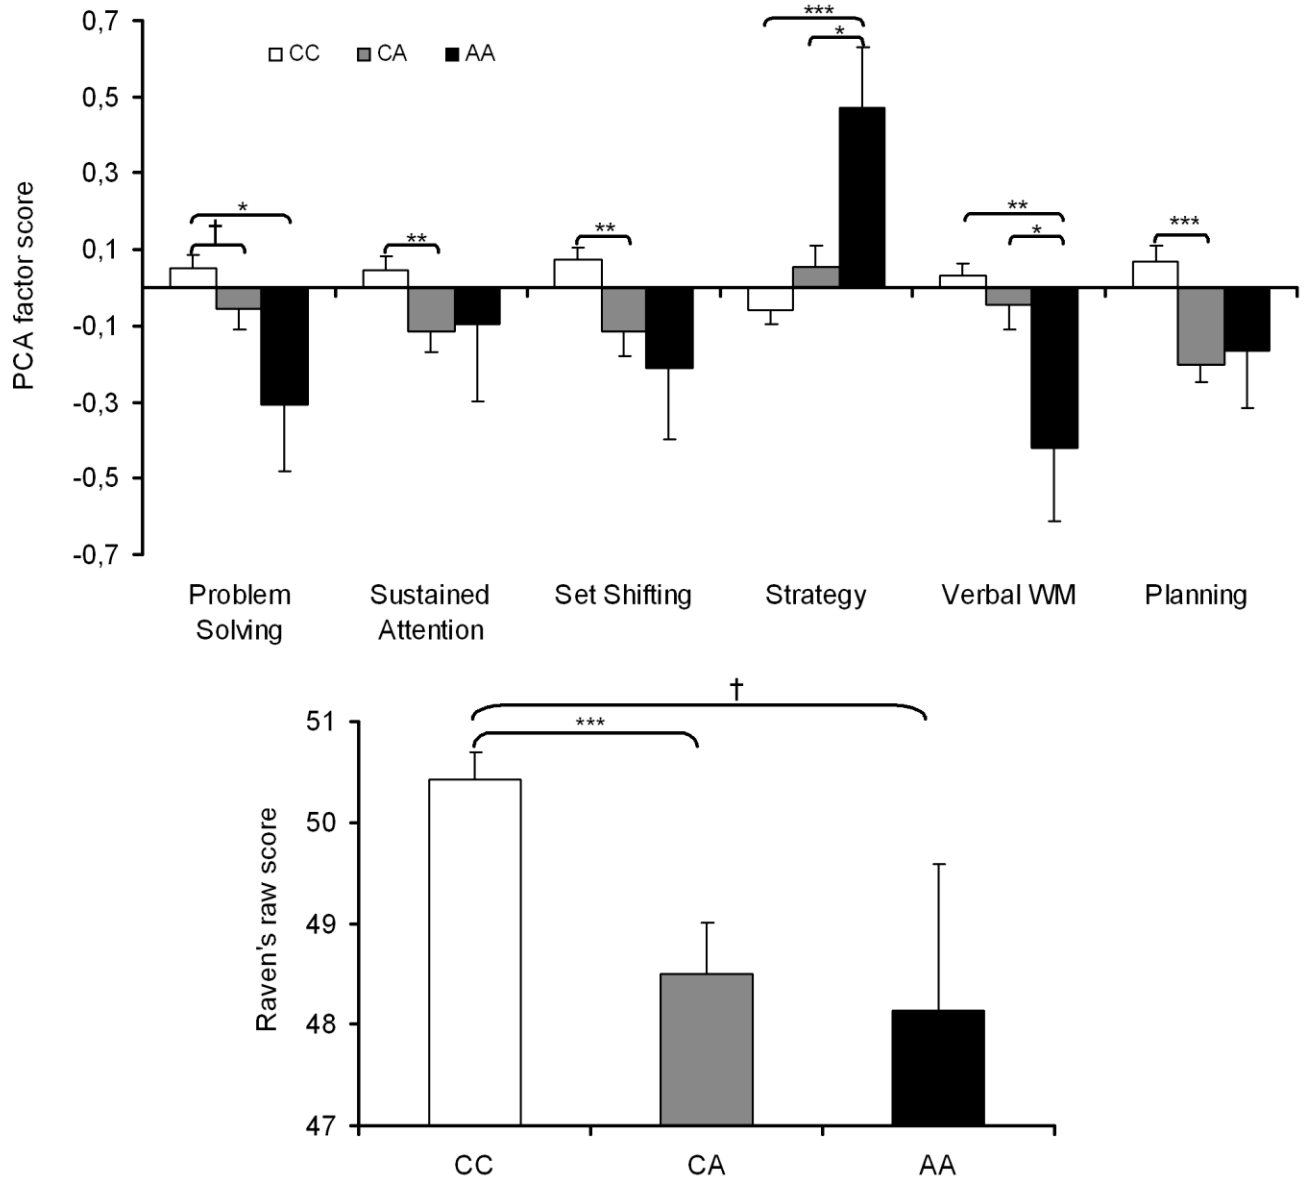 0,7
0,5
0,3
0,1
-0,1
-0,3
-0,5
-0,7
PCA factor score
CC CA AA
* † ** ** *** * ** * ***
Problem Solving
Sustained Attention
Set Shifting
Strategy
Verbal WM
Planning
†
***
51
50
49
48
47
Raven's raw score
CC CA AA